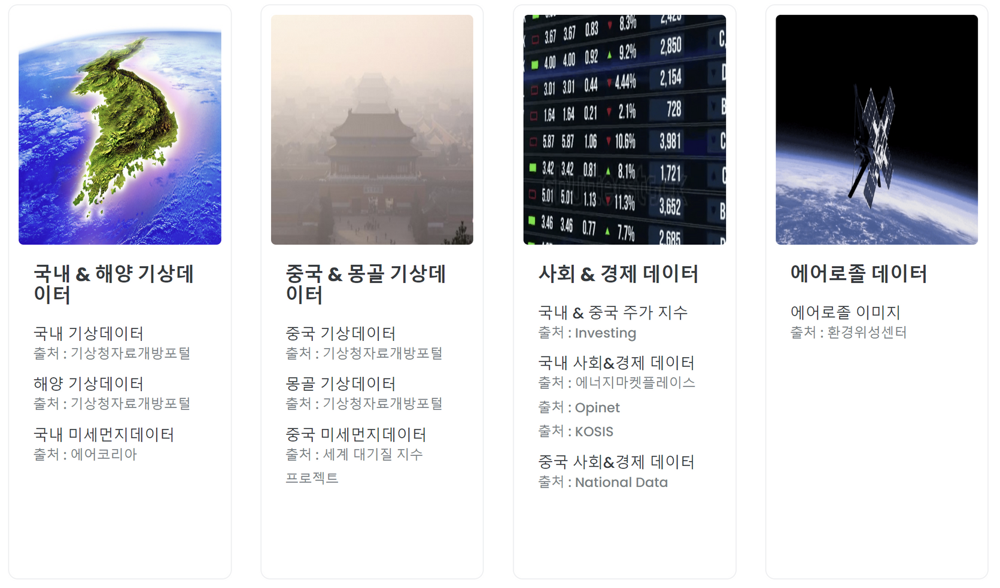 3.67 3.67 0.83 8.3%
4.00 4.00 0.92 9.2% 2,850
3.01 3.01 0.44 4.44% 2,154
1.64 1.64 0.21 2.1% 728
5.87 5.87 1.06 10.6% 3,981
3.42 3.42 0.81 8.1% 1,721
5.01 5.01 1.13 11.3% 3,652
3.46 3.46 0.77 7.7% 2,685
국내 & 해양 기상데
이터
국내 기상데이터
출처 : 기상청자료개방포털
해양 기상데이터
출처 : 기상청자료개방포털
국내 미세먼지데이터
출처 : 에어코리아
중국 & 몽골 기상데
이터
중국 기상데이터
출처 : 기상청자료개방포털
몽골 기상데이터
출처 : 기상청자료개방포털
중국 미세먼지데이터
출처 : 세계 대기질 지수
프로젝트
사회 & 경제 데이터
국내 & 중국 주가 지수
출처 : Investing
국내 사회&경제 데이터
출처 : 에너지마켓플레이스
출처 : Opinet
출처 : KOSIS
중국 사회&경제 데이터
출처 : National Data
에어로졸 데이터
에어로졸 이미지
출처 : 환경위성센터